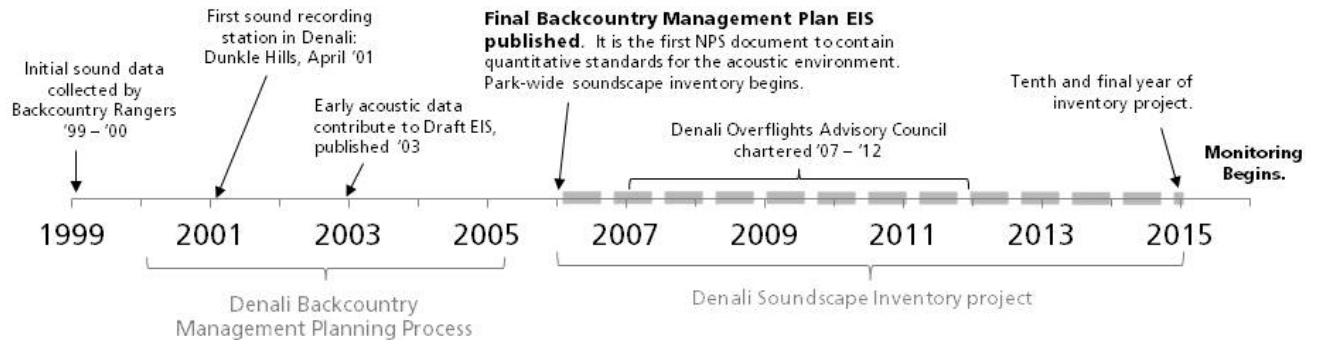 Initial sound data
collected by
Backcountry Rangers
'99 – '00
First sound recording
station in Denali:
Dunkle Hills, April '01
Early acoustic data
contribute to Draft EIS,
published '03
Final Backcountry Management Plan EIS
published. It is the first NPS document to contain
quantitative standards for the acoustic environment.
Park-wide soundscape inventory begins.
Denali Overflights Advisory Council
chartered '07 – '12
Tenth and final year of
inventory project.
Monitoring
Begins.
1999 2001 2003 2005 2007 2009 2011 2013 2015
Denali Backcountry
Management Planning Process
Denali Soundscape Inventory project